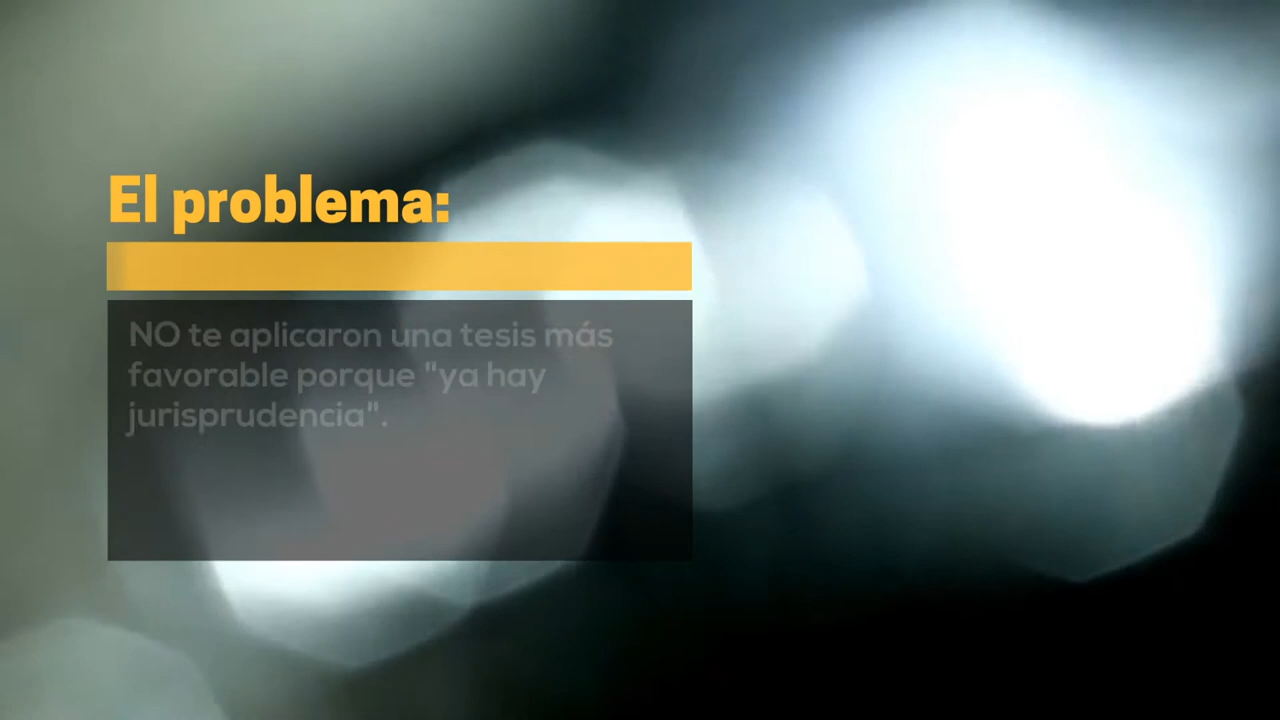 El problema:
NO te aplicaron una tesis más
favorable porque "ya hay
jurisprudencia".